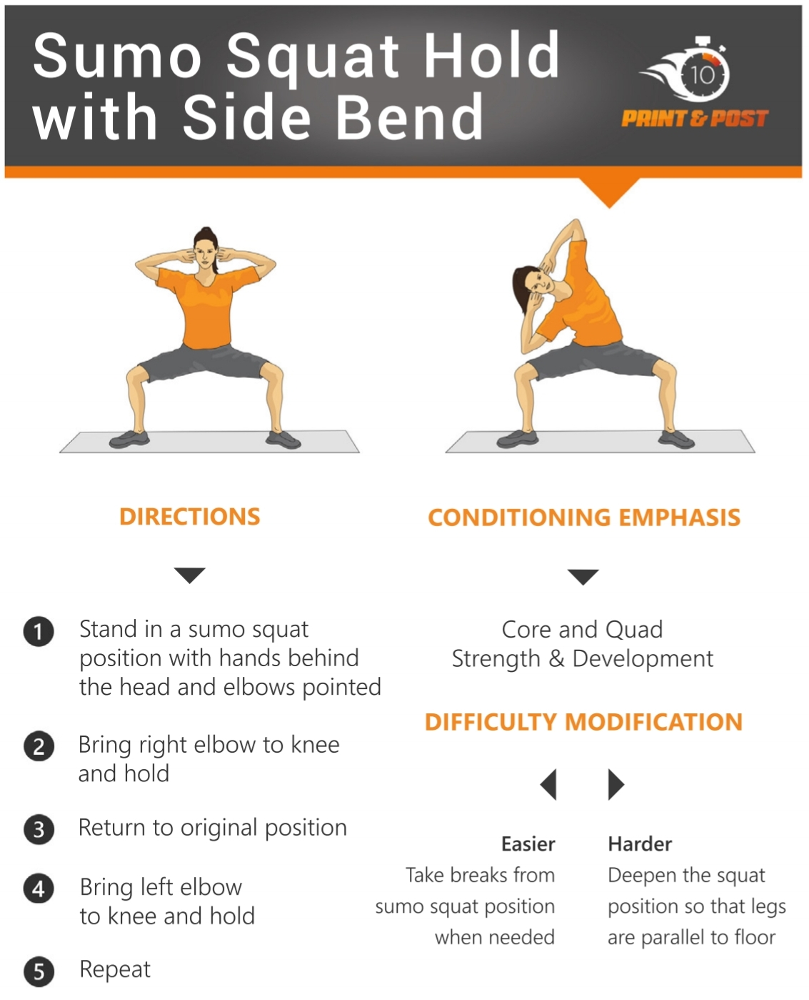 Sumo Squat Hold
with Side Bend
10
PRINT & POST
DIRECTIONS
1 Stand in a sumo squat
position with hands behind
the head and elbows pointed
2 Bring right elbow to knee
and hold
3 Return to original position
4 Bring left elbow
to knee and hold
5 Repeat
CONDITIONING EMPHASIS
Core and Quad
Strength & Development
DIFFICULTY MODIFICATION
Easier
Take breaks from
sumo squat position
when needed
Harder
Deepen the squat
position so that legs
are parallel to floor